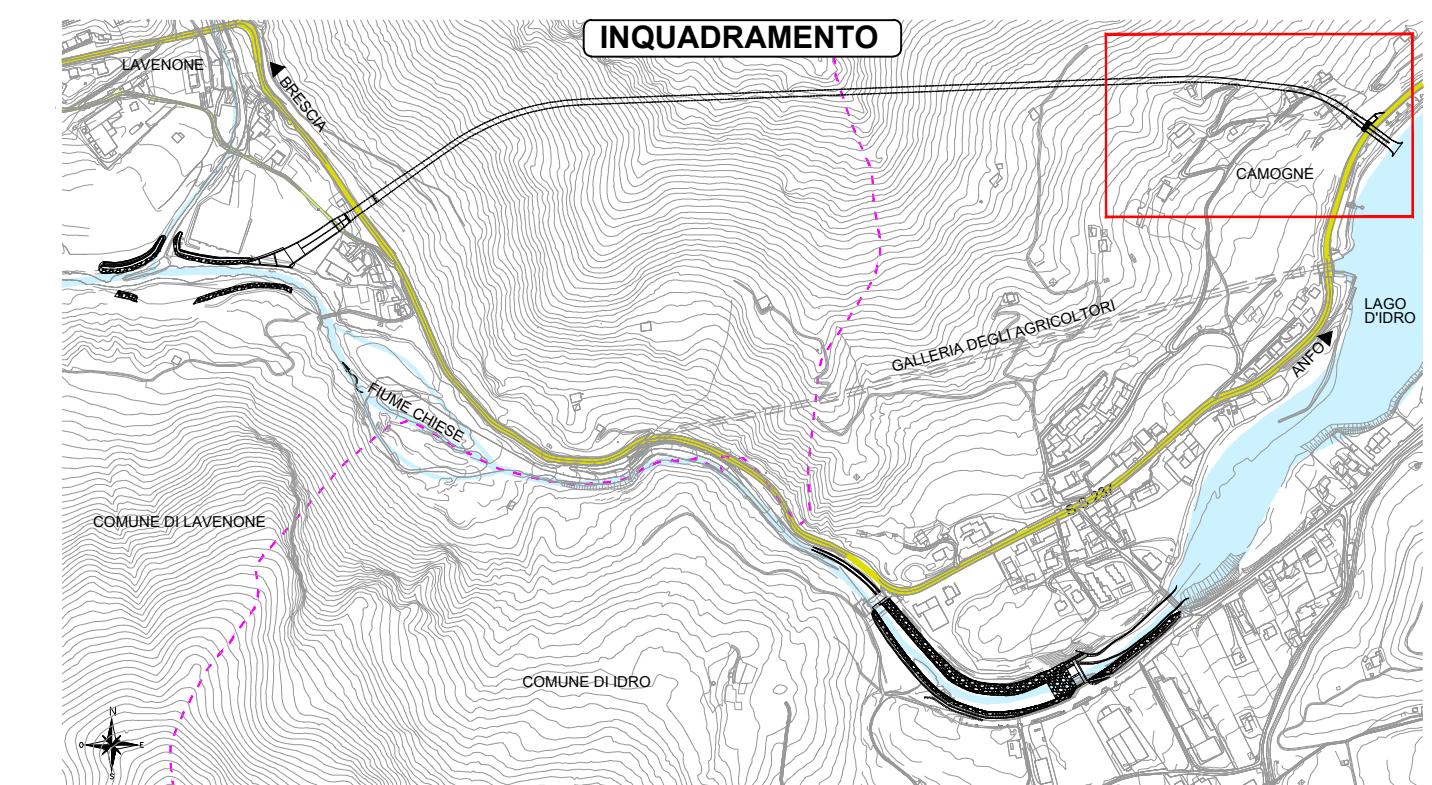 INQUADRAMENTO
LAVENONE
BRESCIA
CAMOGNE
LAGO
D'IDRO
GALLERIA DEGLI AGRICOLTORI
ANFO
FIUME CHIESE
COMUNE DI LAVENONE
COMUNE DI IDRO
N
O
E
S